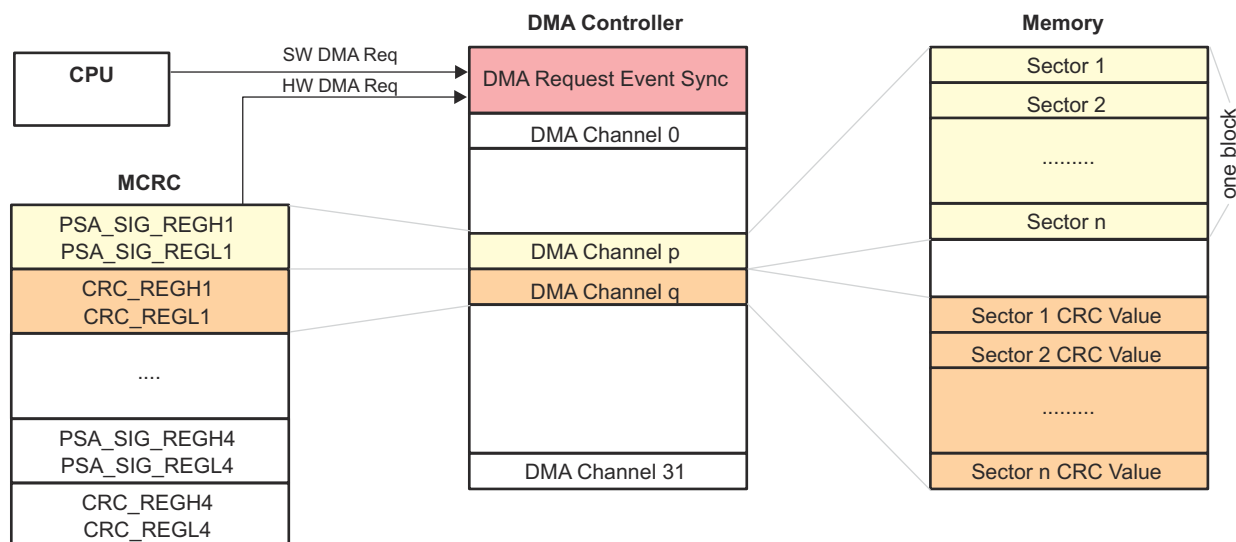 DMA Controller
Memory
CPU
SW DMA Req
HW DMA Req
DMA Request Event Sync
DMA Channel 0
DMA Channel p
DMA Channel q
DMA Channel 31
MCRC
PSA_SIG_REGH1
PSA_SIG_REGL1
CRC_REGH1
CRC_REGL1
....
PSA_SIG_REGH4
PSA_SIG_REGL4
CRC_REGH4
CRC_REGL4
Sector 1
Sector 2
.........
Sector n
one block
Sector 1 CRC Value
Sector 2 CRC Value
.........
Sector n CRC Value